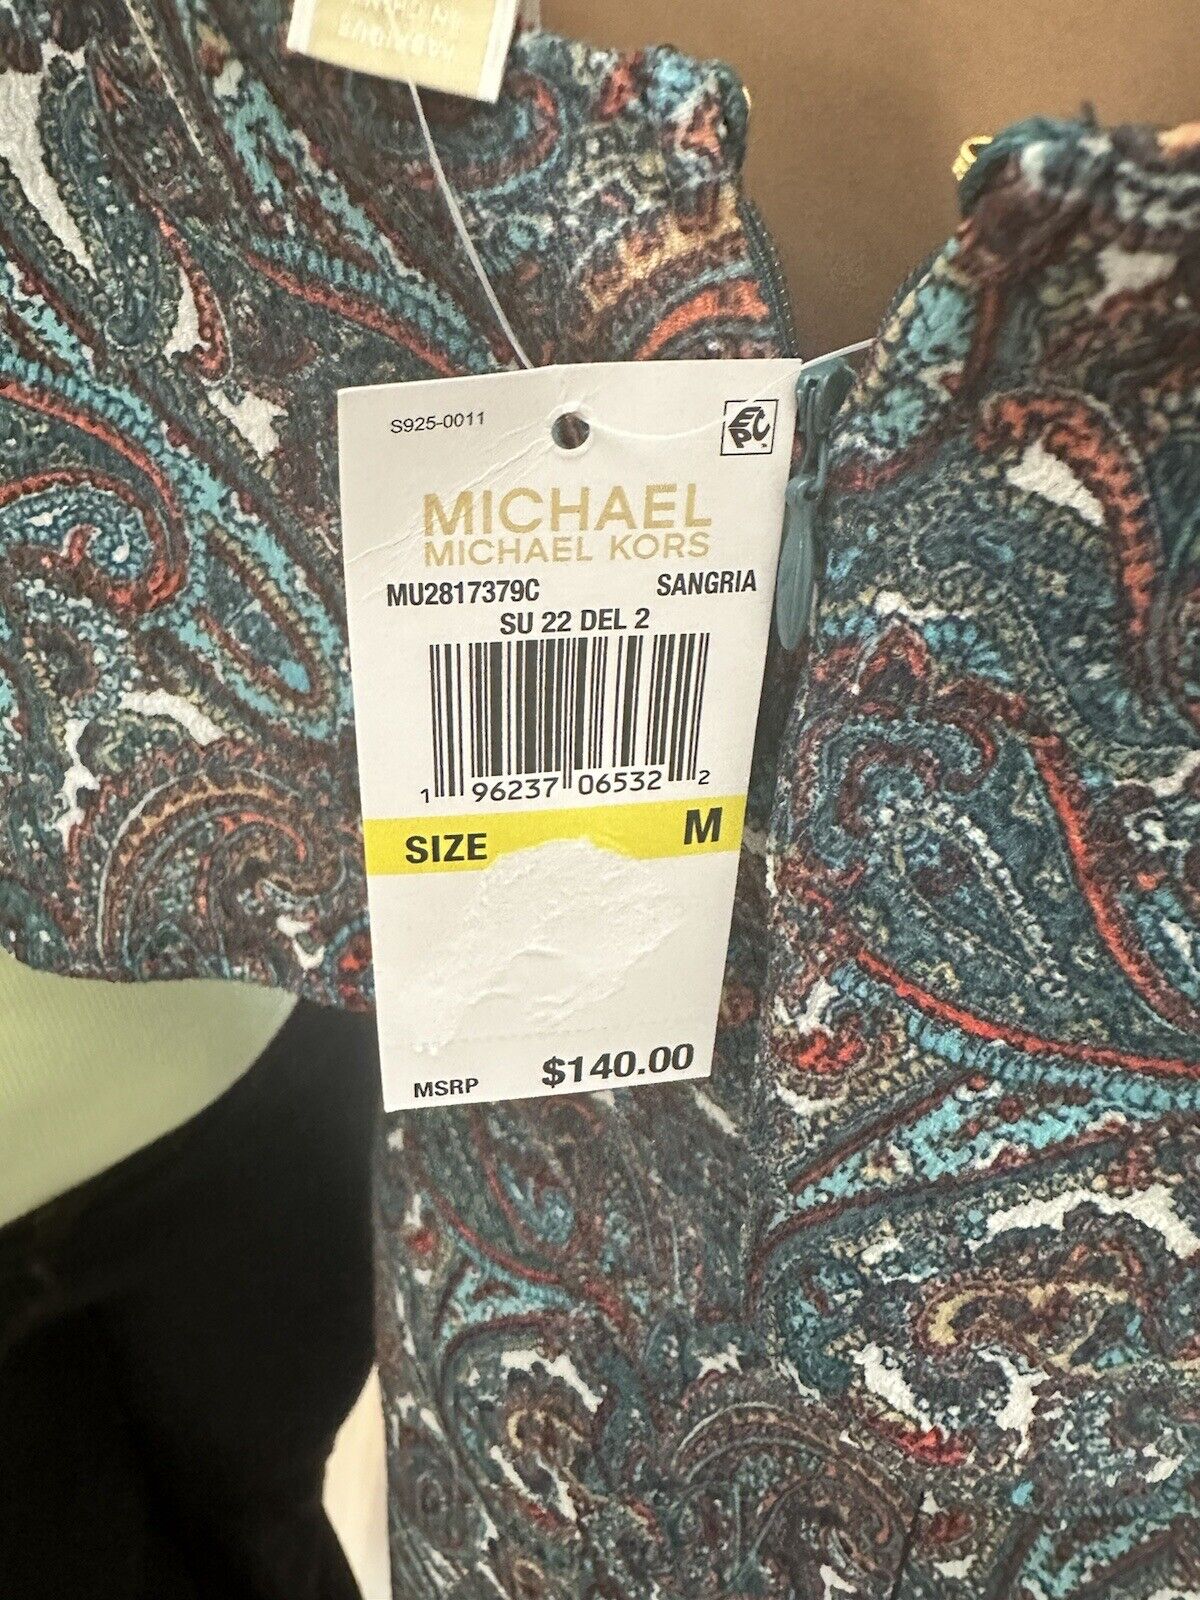 S925-0011
EPC
MICHAEL
MICHAEL KORS
MU2817379C SANGRIA
SU 22 DEL 2
1 96237 06532 2
SIZE M
MSRP $140.00